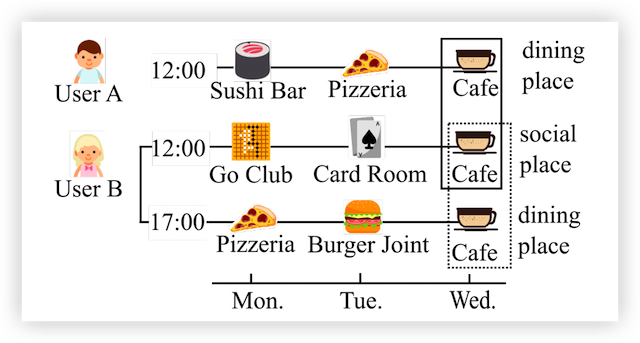 User A
12:00
Sushi Bar
Pizzeria
Cafe
dining
place
User B
12:00
Go Club
Card Room
A
Cafe
social
place
17:00
Pizzeria
Burger Joint
Cafe
dining
place
Mon.
Tue.
Wed.